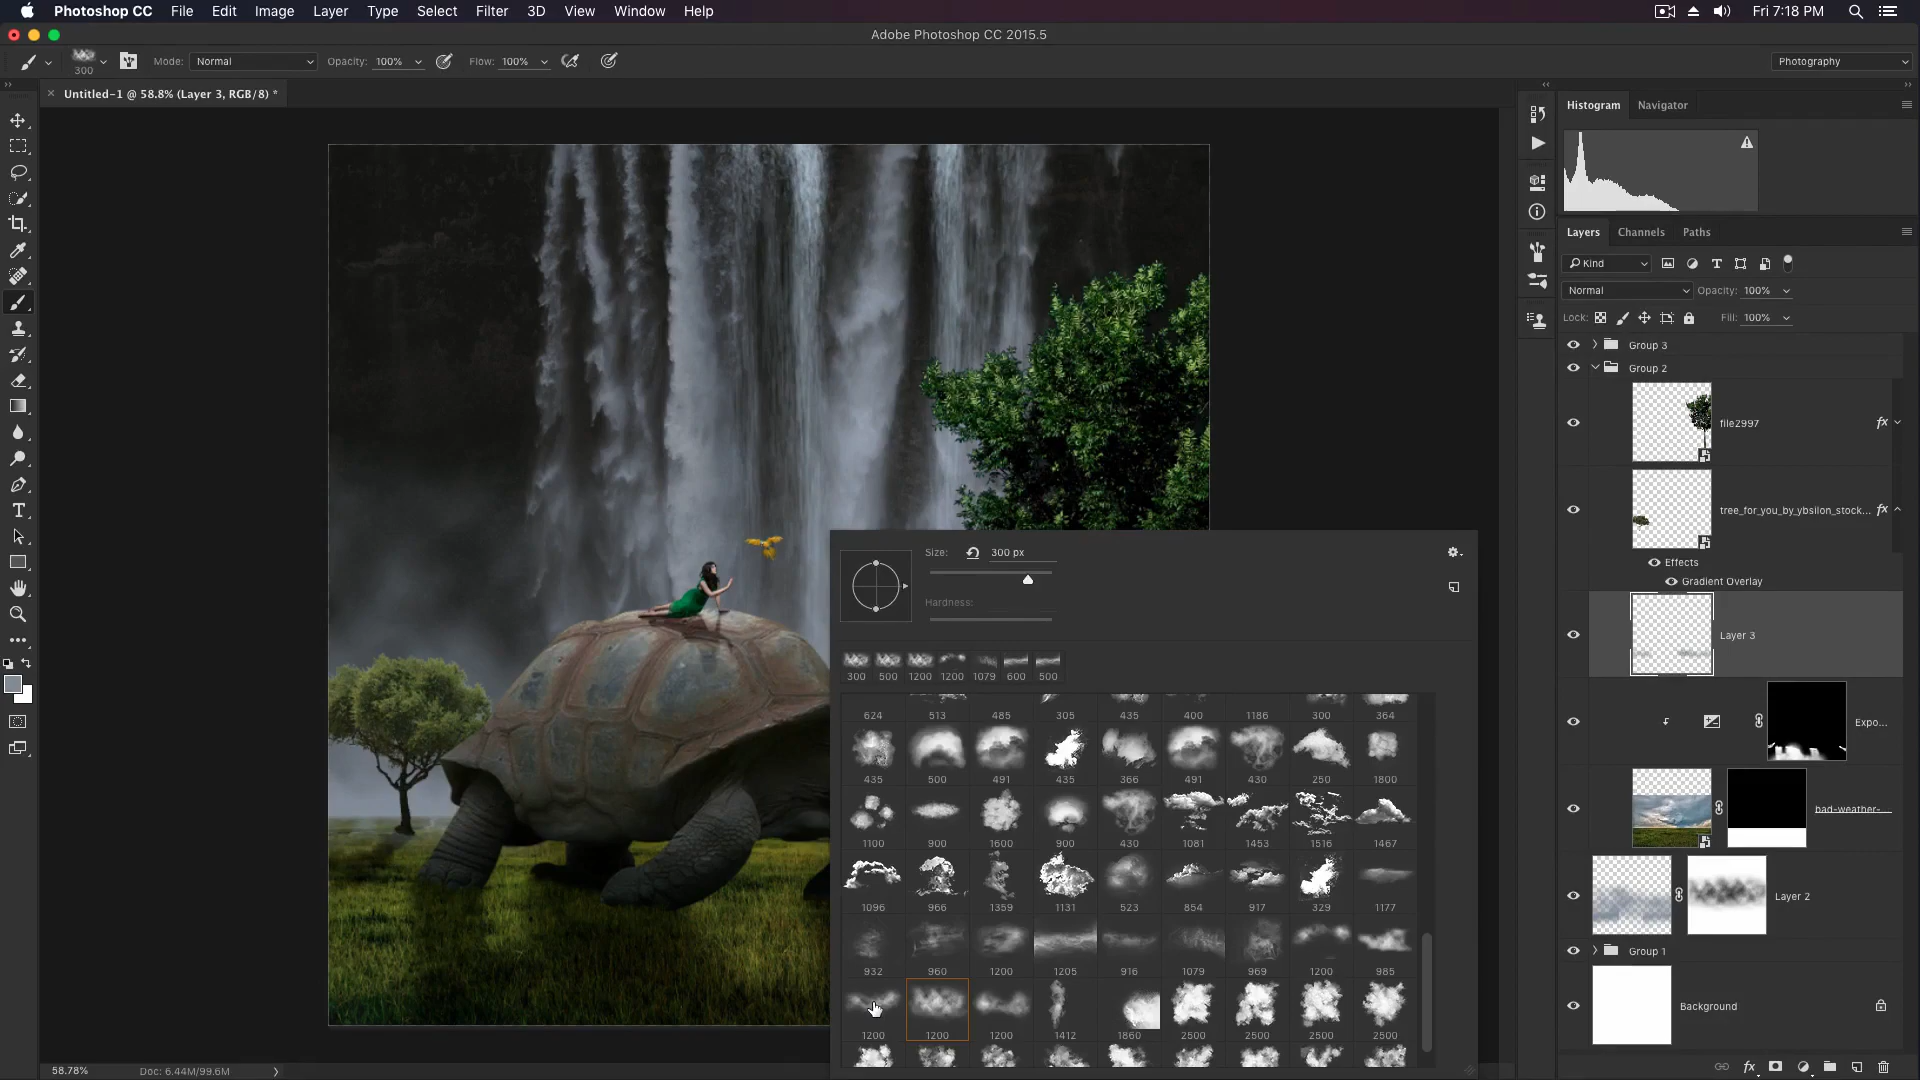 Photoshop CC File Edit Image Layer Type Select Filter 3D View Window Help Fri 7:18 PM
Adobe Photoshop CC 2015.5
300 Mode: Normal Opacity: 100% Flow: 100% Photography
Untitled-1 @ 58.8% (Layer 3, RGB/8) *
Histogram Navigator
Layers Channels Paths
Kind
Normal Opacity: 100%
Lock: Fill: 100%
Group 3
Group 2
file2997 fx
tree_for_you_by_ybsilon_stock... fx
Effects
Gradient Overlay
Layer 3
Expo...
bad-weather-...
Layer 2
Group 1
Background
Size: 300 px
Hardness:
300 500 1200 1200 1079 600 500
624 513 485 305 435 400 1186 300 364
435 500 491 435 366 491 430 250 1800
1100 900 1600 900 430 1081 1453 1516 1467
1096 966 1359 1131 523 854 917 329 1177
932 960 1200 1205 916 1079 969 1200 985
1200 1200 1200 1412 1860 2500 2500 2500 2500
58.78% Doc: 6.44M/99.6M
fx